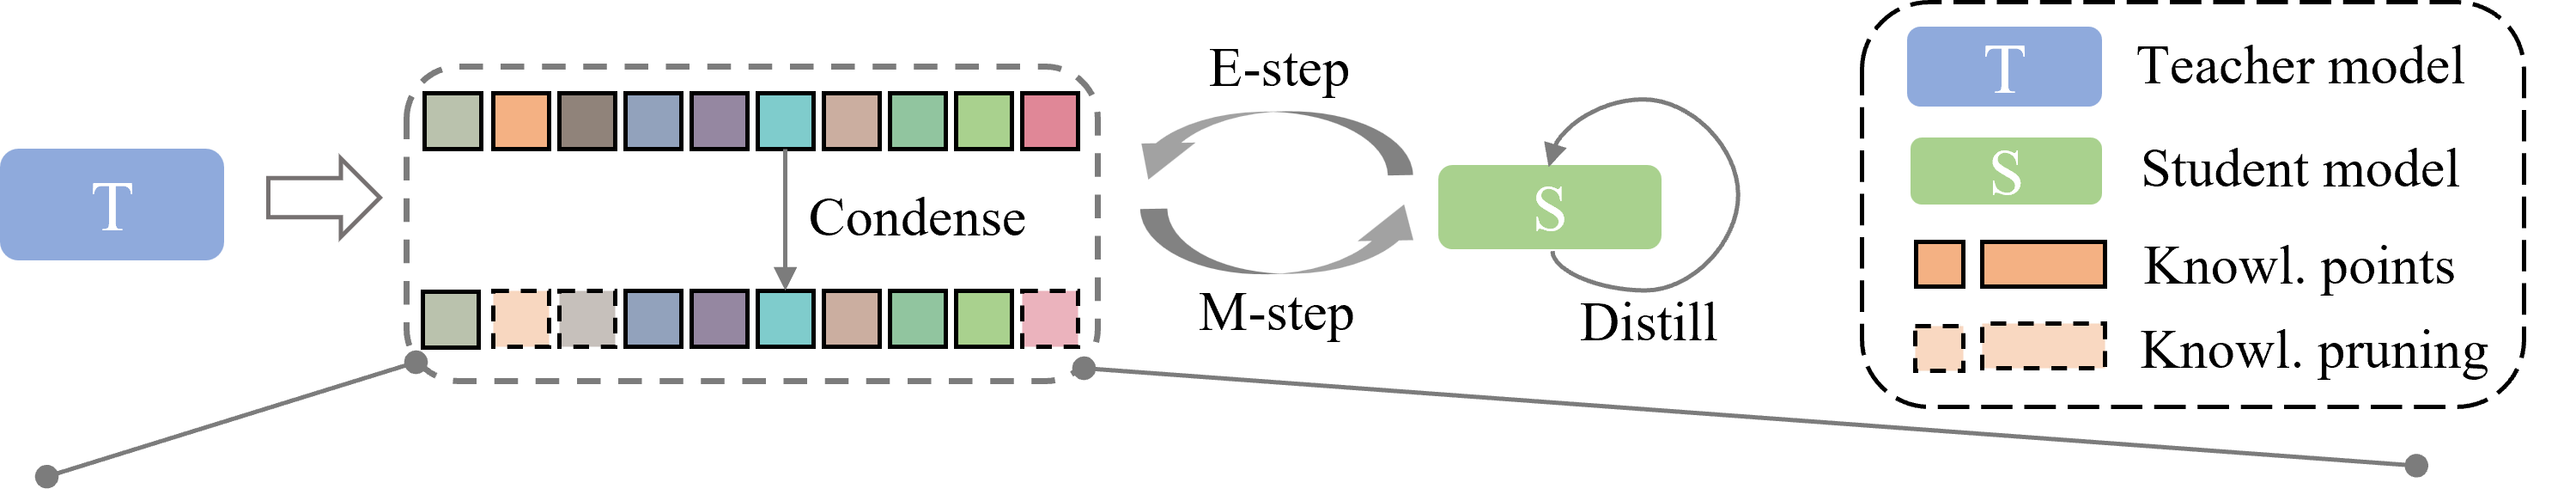 T
Condense
E-step
M-step
S
Distill
T Teacher model
S Student model
Knowl. points
Knowl. pruning